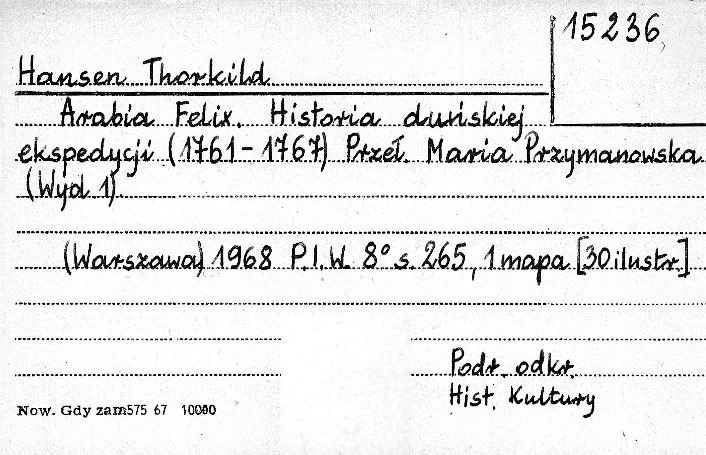 15236
Hansen Thorkild
Arabia Felix. Historia duńskiej
ekspedycji (1761-1767) Przeł. Maria Przymanowska
(Wyd 1)
(Warszawa) 1968 P.I.W. 8° s. 265, 1 mapa [30 ilustr.]
Podr. odkr.
Hist. Kultury
Now. Gdy zam575 67 10000